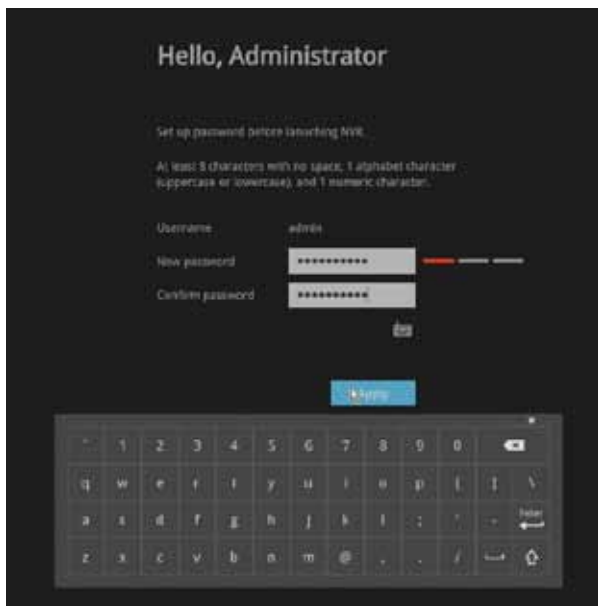 Hello, Administrator
Set up password before launching NVR.
At least 8 characters with no space, 1 alphabet character
(uppercase or lowercase), and 1 numeric character.
Username admin
New password ••••••••••
Confirm password ••••••••••
Apply
1 2 3 4 5 6 7 8 9 0
q w e r t y u i o p [ ] \
a s d f g h j k l ; ' - Enter
z x c v b n m @ , . /